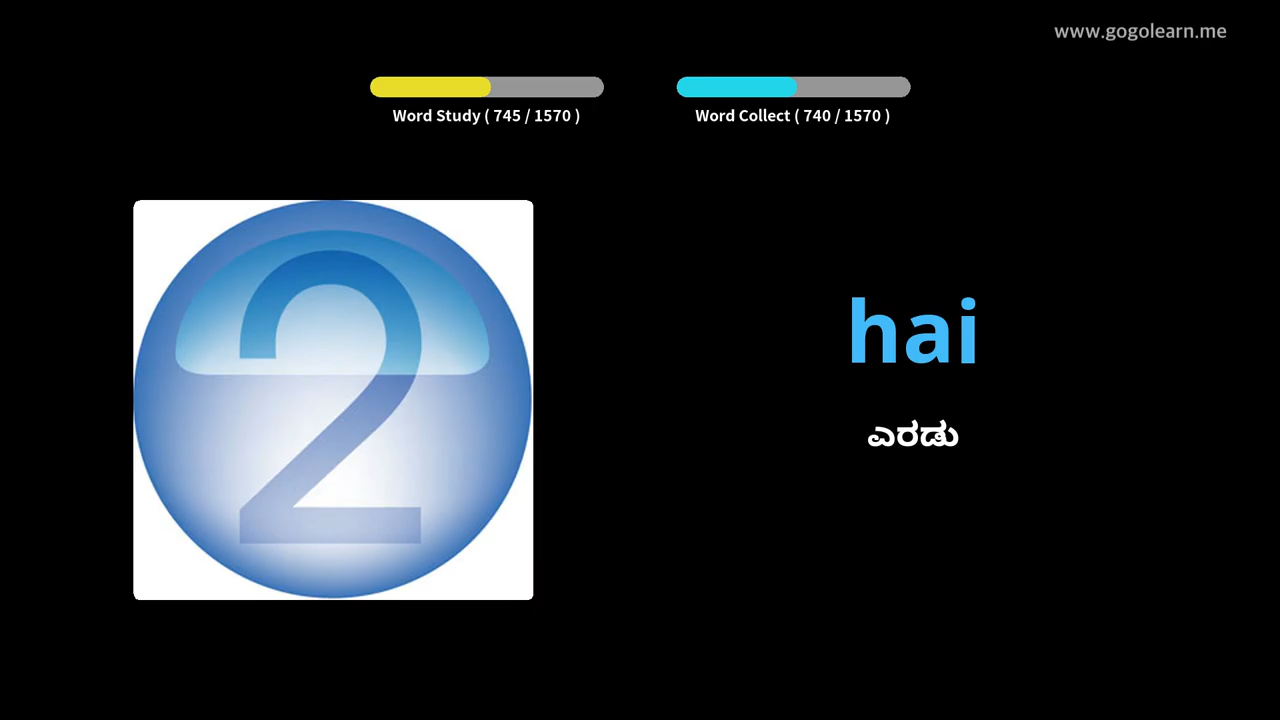 www.gogolearn.me
Word Study ( 745 / 1570 )
Word Collect ( 740 / 1570 )
2
hai
ಎರಡು